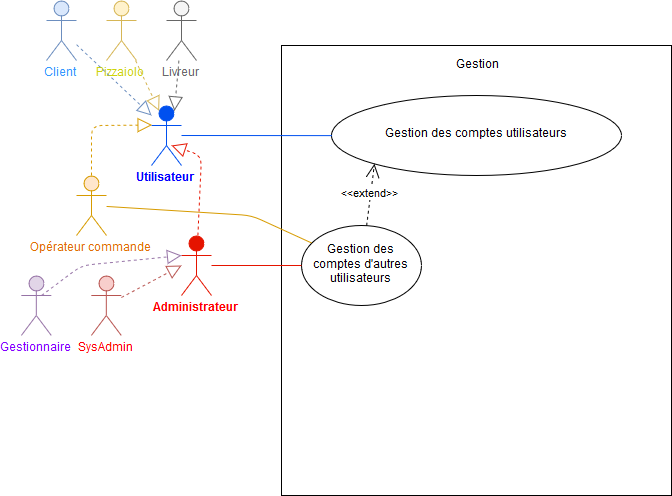 Client
Pizzaiolo
Livreur
Gestion
Gestion des comptes utilisateurs
Utilisateur
<<extend>>
Opérateur commande
Gestion des
comptes d'autres
utilisateurs
Administrateur
Gestionnaire
SysAdmin